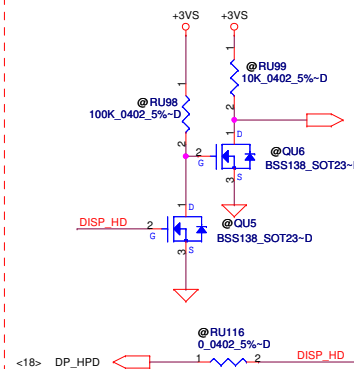 +3VS +3VS
1
@RU99
10K_0402_5%~D
1
@RU98
100K_0402_5%~D
2
2
1
D
2
G
@QU6
BSS138_SOT23~D
3
S
1
D
DISP_HD
2
G
@QU5
BSS138_SOT23~D
3
S
@RU116
0_0402_5%~D
<18> DP_HPD
1 2
DISP_HD